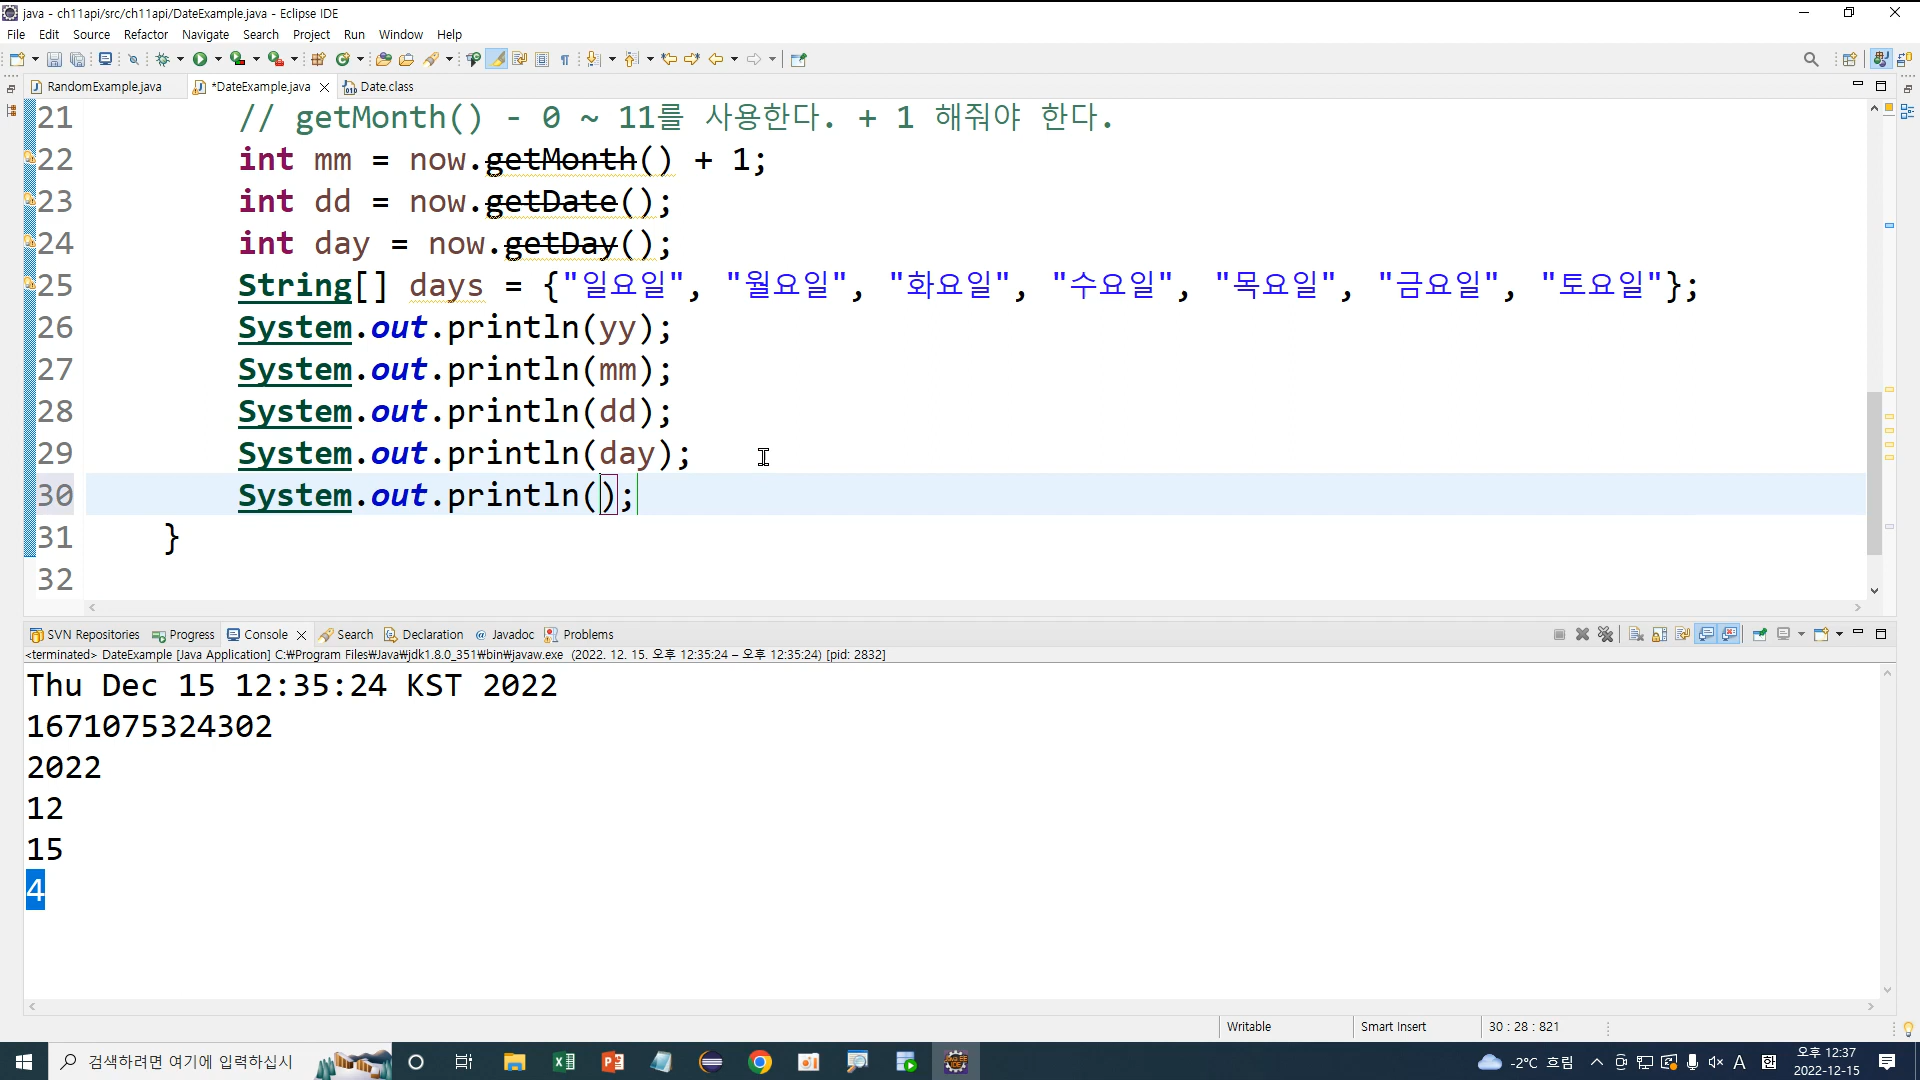 java - ch11api/src/ch11api/DateExample.java - Eclipse IDE
File Edit Source Refactor Navigate Search Project Run Window Help
RandomExample.java *DateExample.java Date.class
21 // getMonth() - 0 ~ 11를 사용한다. + 1 해줘야 한다.
22 int mm = now.getMonth() + 1;
23 int dd = now.getDate();
24 int day = now.getDay();
25 String[] days = {"일요일", "월요일", "화요일", "수요일", "목요일", "금요일", "토요일"};
26 System.out.println(yy);
27 System.out.println(mm);
28 System.out.println(dd);
29 System.out.println(day);
30 System.out.println();
31 }
32
SVN Repositories Progress Console Search Declaration @ Javadoc Problems
<terminated> DateExample [Java Application] C:₩Program Files₩Java₩jdk1.8.0_351₩bin₩javaw.exe (2022. 12. 15. 오후 12:35:24 – 오후 12:35:24) [pid: 2832]
Thu Dec 15 12:35:24 KST 2022
1671075324302
2022
12
15
4
Writable Smart Insert 30 : 28 : 821
검색하려면 여기에 입력하십시 -2°C 흐림 A 오후 12:37
2022-12-15